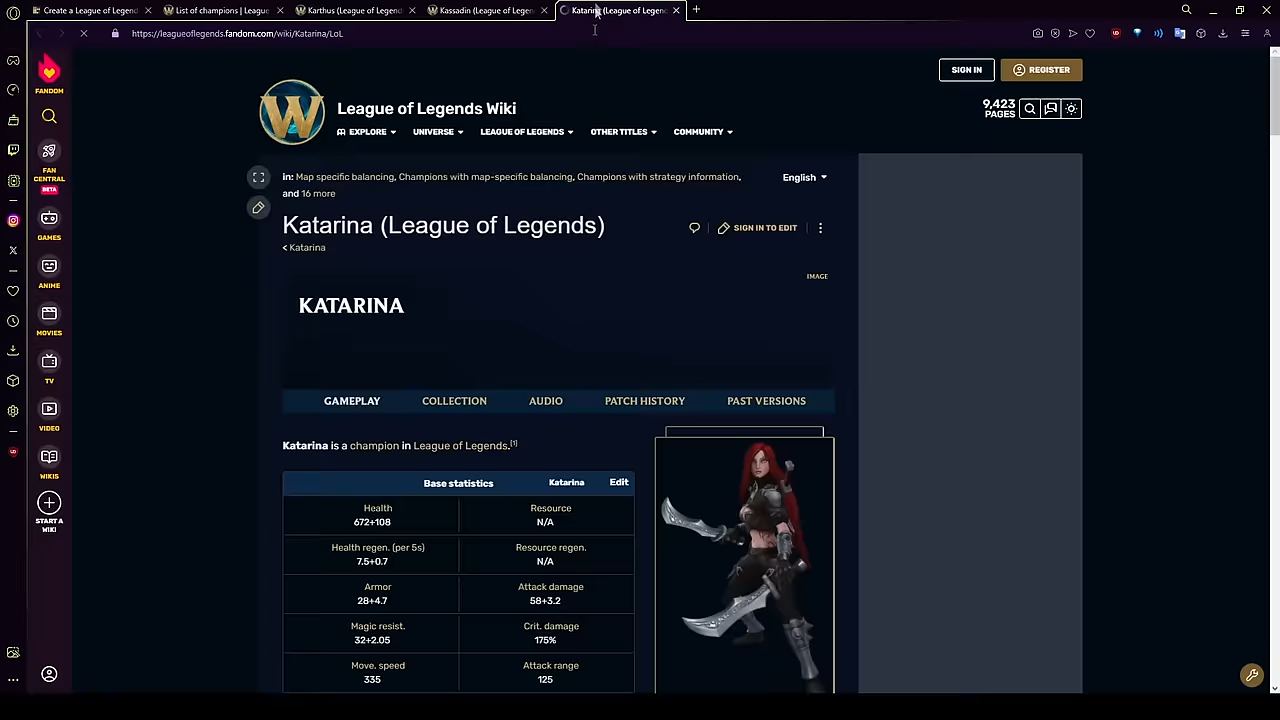 Create a League of Legend
List of champions | League
Karthus (League of Legend
Kassadin (League of Legen
Katarina (League of Legen
https://leagueoflegends.fandom.com/wiki/Katarina/LoL
FANDOM
SIGN IN
REGISTER
W
League of Legends Wiki
9,423
PAGES
EXPLORE
UNIVERSE
LEAGUE OF LEGENDS
OTHER TITLES
COMMUNITY
FAN
CENTRAL
BETA
GAMES
ANIME
MOVIES
TV
VIDEO
WIKIS
START A
WIKI
in: Map specific balancing, Champions with map-specific balancing, Champions with strategy information,
and 16 more
English
Katarina (League of Legends)
SIGN IN TO EDIT
< Katarina
IMAGE
KATARINA
GAMEPLAY
COLLECTION
AUDIO
PATCH HISTORY
PAST VERSIONS
Katarina is a champion in League of Legends.[1]
Base statistics
Katarina
Edit
Health
672+108
Resource
N/A
Health regen. (per 5s)
7.5+0.7
Resource regen.
N/A
Armor
28+4.7
Attack damage
58+3.2
Magic resist.
32+2.05
Crit. damage
175%
Move. speed
335
Attack range
125